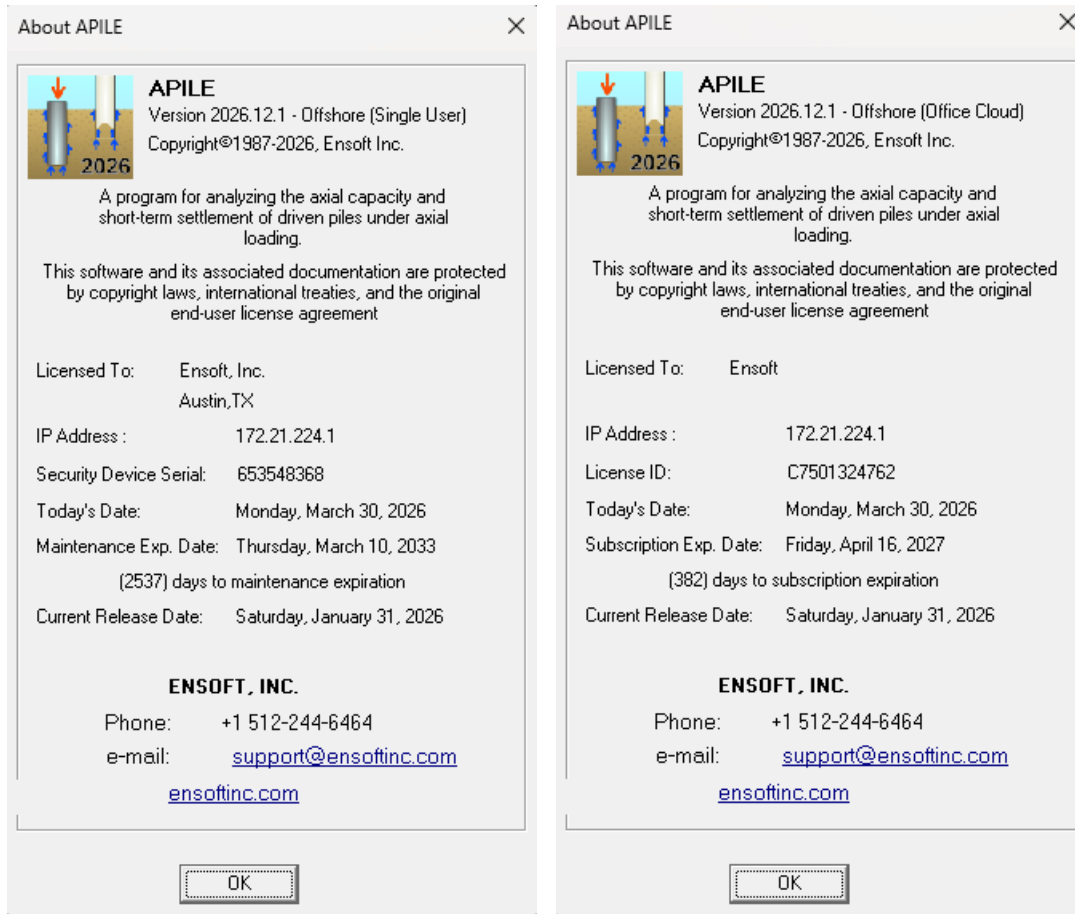 About APILE
APILE
Version 2026.12.1 - Offshore (Single User)
Copyright©1987-2026, Ensoft Inc.
2026
A program for analyzing the axial capacity and
short-term settlement of driven piles under axial
loading.
This software and its associated documentation are protected
by copyright laws, international treaties, and the original
end-user license agreement
Licensed To: Ensoft, Inc.
Austin,TX
IP Address : 172.21.224.1
Security Device Serial: 653548368
Today's Date: Monday, March 30, 2026
Maintenance Exp. Date: Thursday, March 10, 2033
(2537) days to maintenance expiration
Current Release Date: Saturday, January 31, 2026
ENSOFT, INC.
Phone: +1 512-244-6464
e-mail: support@ensoftinc.com
ensoftinc.com
OK
About APILE
APILE
Version 2026.12.1 - Offshore (Office Cloud)
Copyright©1987-2026, Ensoft Inc.
2026
A program for analyzing the axial capacity and
short-term settlement of driven piles under axial
loading.
This software and its associated documentation are protected
by copyright laws, international treaties, and the original
end-user license agreement
Licensed To: Ensoft
IP Address : 172.21.224.1
License ID: C7501324762
Today's Date: Monday, March 30, 2026
Subscription Exp. Date: Friday, April 16, 2027
(382) days to subscription expiration
Current Release Date: Saturday, January 31, 2026
ENSOFT, INC.
Phone: +1 512-244-6464
e-mail: support@ensoftinc.com
ensoftinc.com
OK